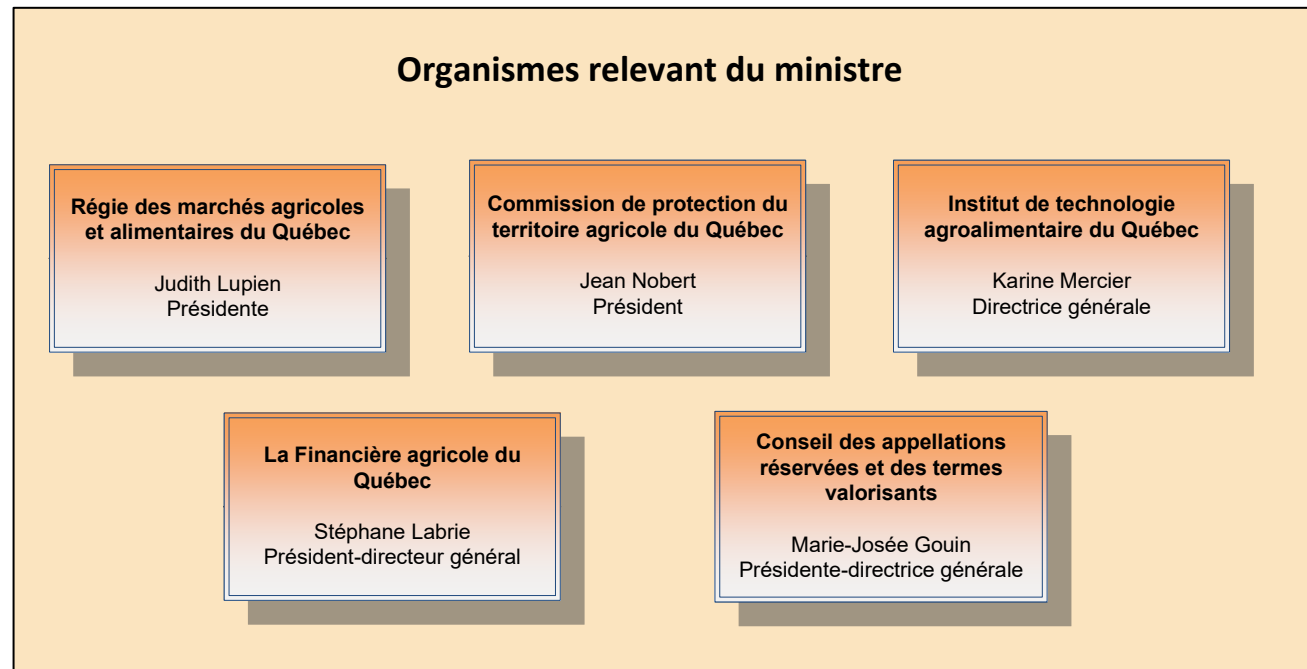 Organismes relevant du ministre
Régie des marchés agricoles
et alimentaires du Québec
Judith Lupien
Présidente
Commission de protection du
territoire agricole du Québec
Jean Nobert
Président
Institut de technologie
agroalimentaire du Québec
Karine Mercier
Directrice générale
La Financière agricole du
Québec
Stéphane Labrie
Président-directeur général
Conseil des appellations
réservées et des termes
valorisants
Marie-Josée Gouin
Présidente-directrice générale